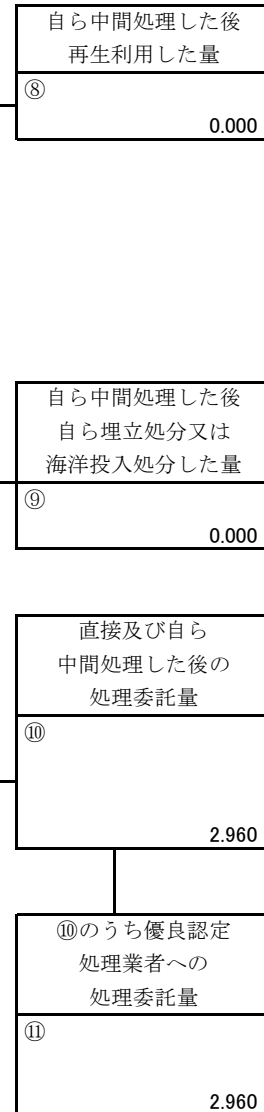 自ら中間処理した後
再生利用した量
⑧
0.000
自ら中間処理した後
自ら埋立処分又は
海洋投入処分した量
⑨
0.000
直接及び自ら
中間処理した後の
処理委託量
⑩
2.960
⑩のうち優良認定
処理業者への
処理委託量
⑪
2.960